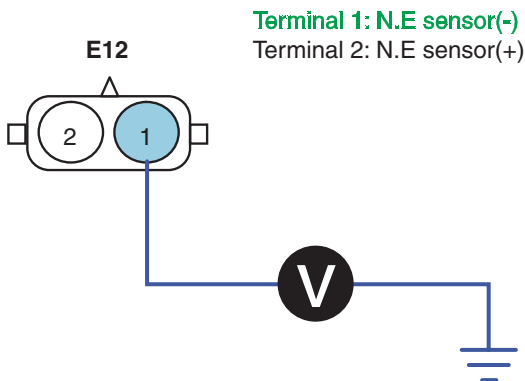 Terminal 1: N.E sensor(-)
E12
Terminal 2: N.E sensor(+)
2
1
V